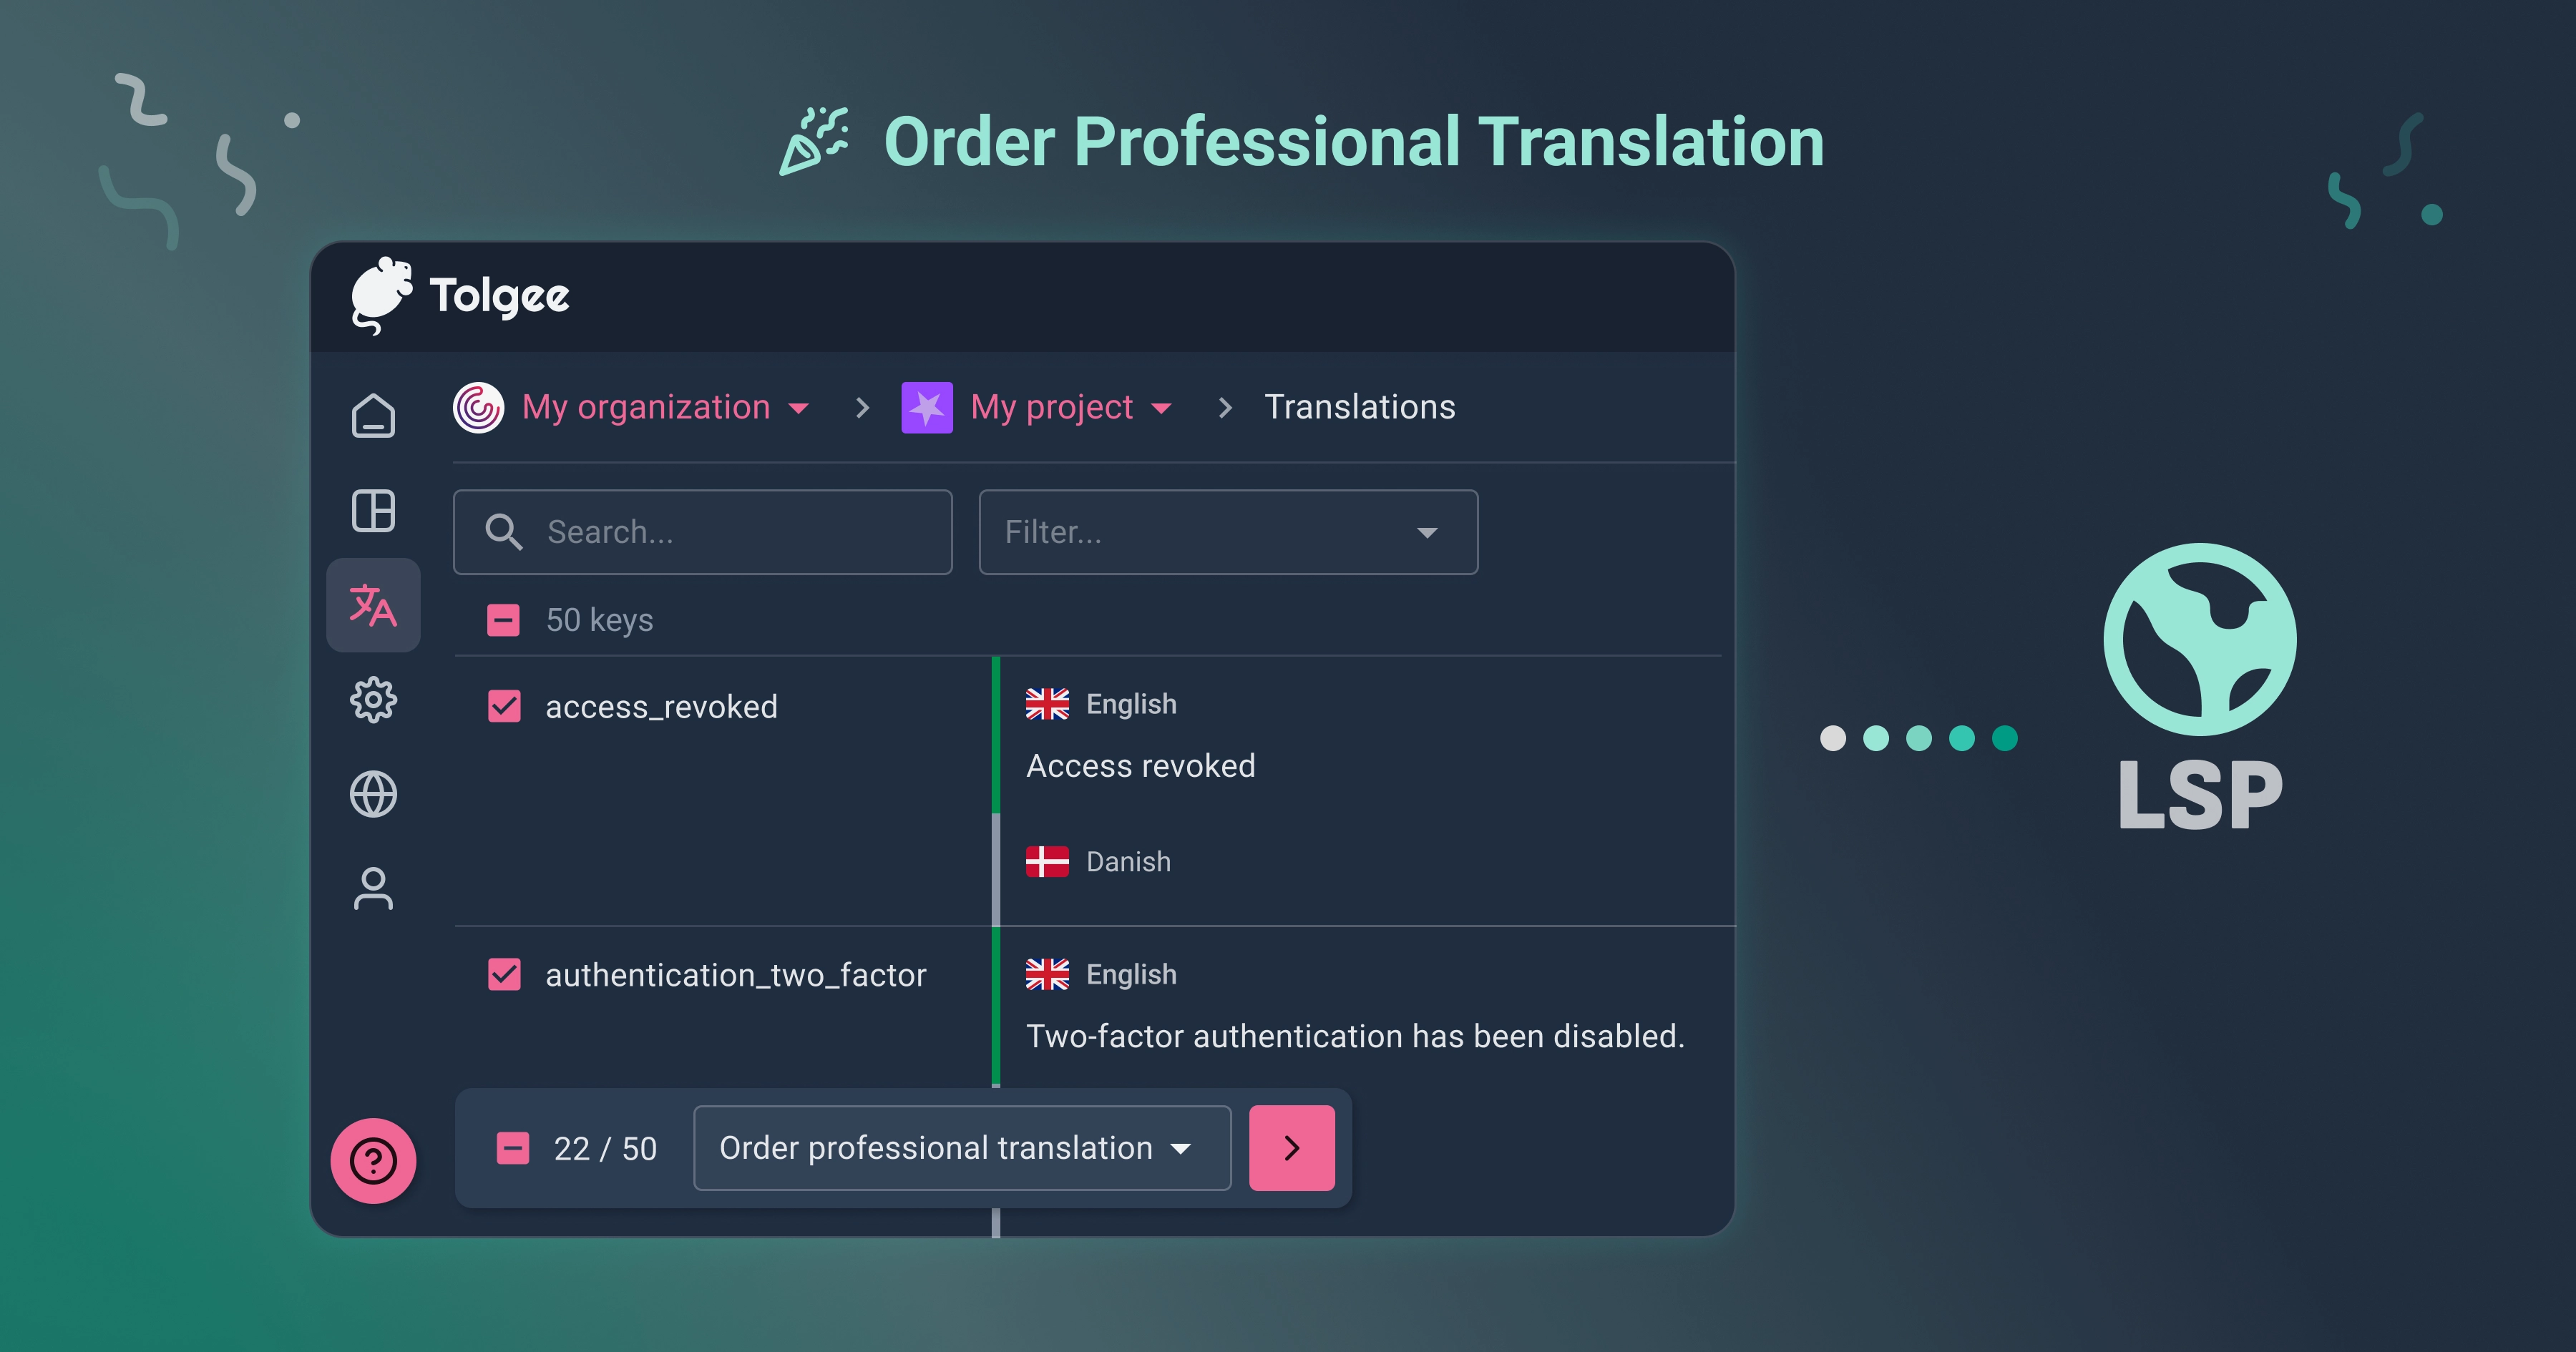 Order Professional Translation
Tolgee
My organization
My project
Translations
Search...
Filter...
50 keys
access_revoked
English
Access revoked
Danish
authentication_two_factor
English
Two-factor authentication has been disabled.
22 / 50
Order professional translation
LSP